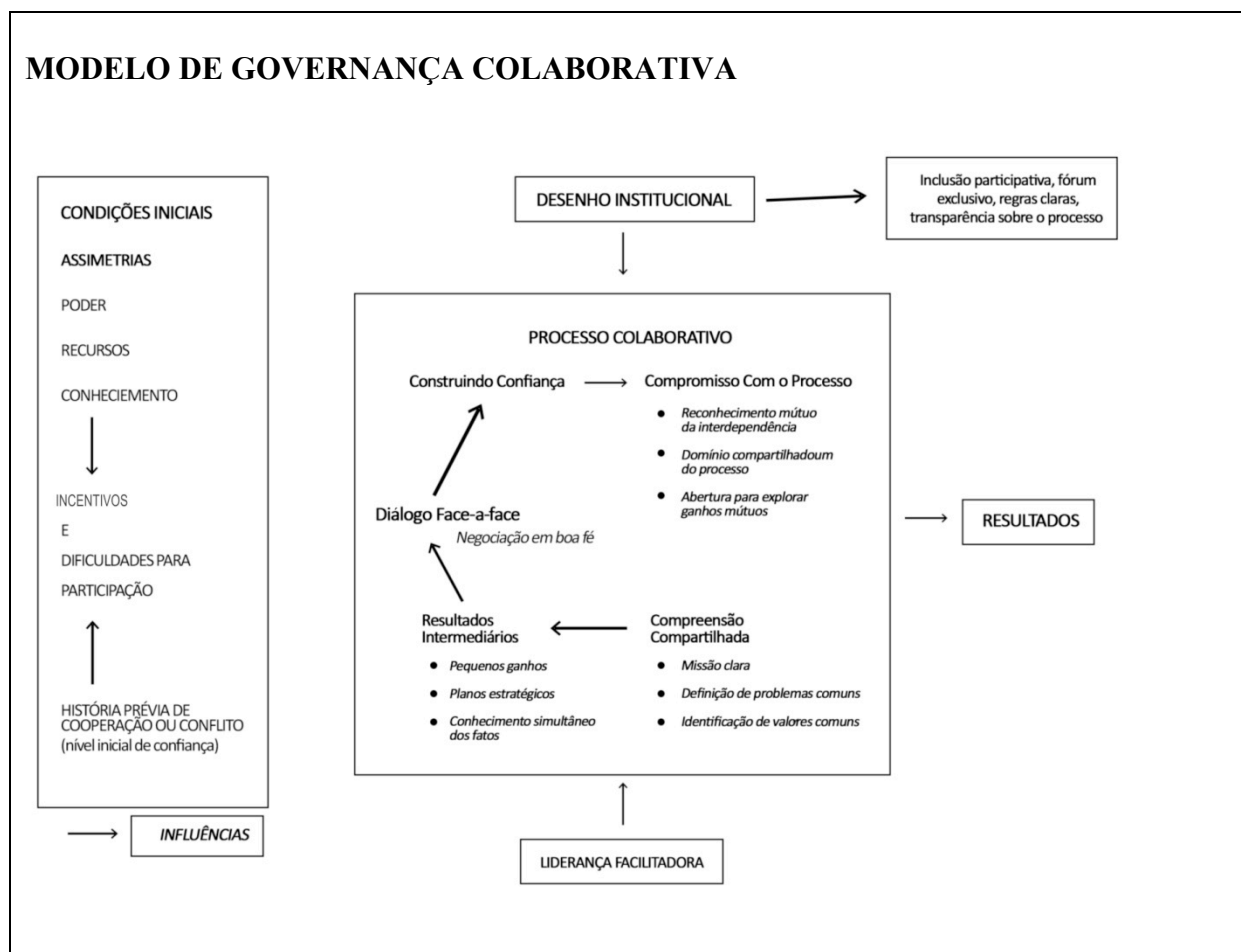 MODELO DE GOVERNANÇA COLABORATIVA
CONDIÇÕES INICIAIS
ASSIMETRIAS
PODER
RECURSOS
CONHECIEMENTO
INCENTIVOS
E
DIFICULDADES PARA
PARTICIPAÇÃO
HISTÓRIA PRÉVIA DE
COOPERAÇÃO OU CONFLITO
(nível inicial de confiança)
INFLUÊNCIAS
DESENHO INSTITUCIONAL
Inclusão participativa, fórum
exclusivo, regras claras,
transparência sobre o processo
PROCESSO COLABORATIVO
Construindo Confiança
Compromisso Com o Processo
● Reconhecimento mútuo
da interdependência
● Domínio compartilhadoum
do processo
● Abertura para explorar
ganhos mútuos
Diálogo Face-a-face
Negociação em boa fé
Resultados
Intermediários
● Pequenos ganhos
● Planos estratégicos
● Conhecimento simultâneo
dos fatos
Compreensão
Compartilhada
● Missão clara
● Definição de problemas comuns
● Identificação de valores comuns
RESULTADOS
LIDERANÇA FACILITADORA